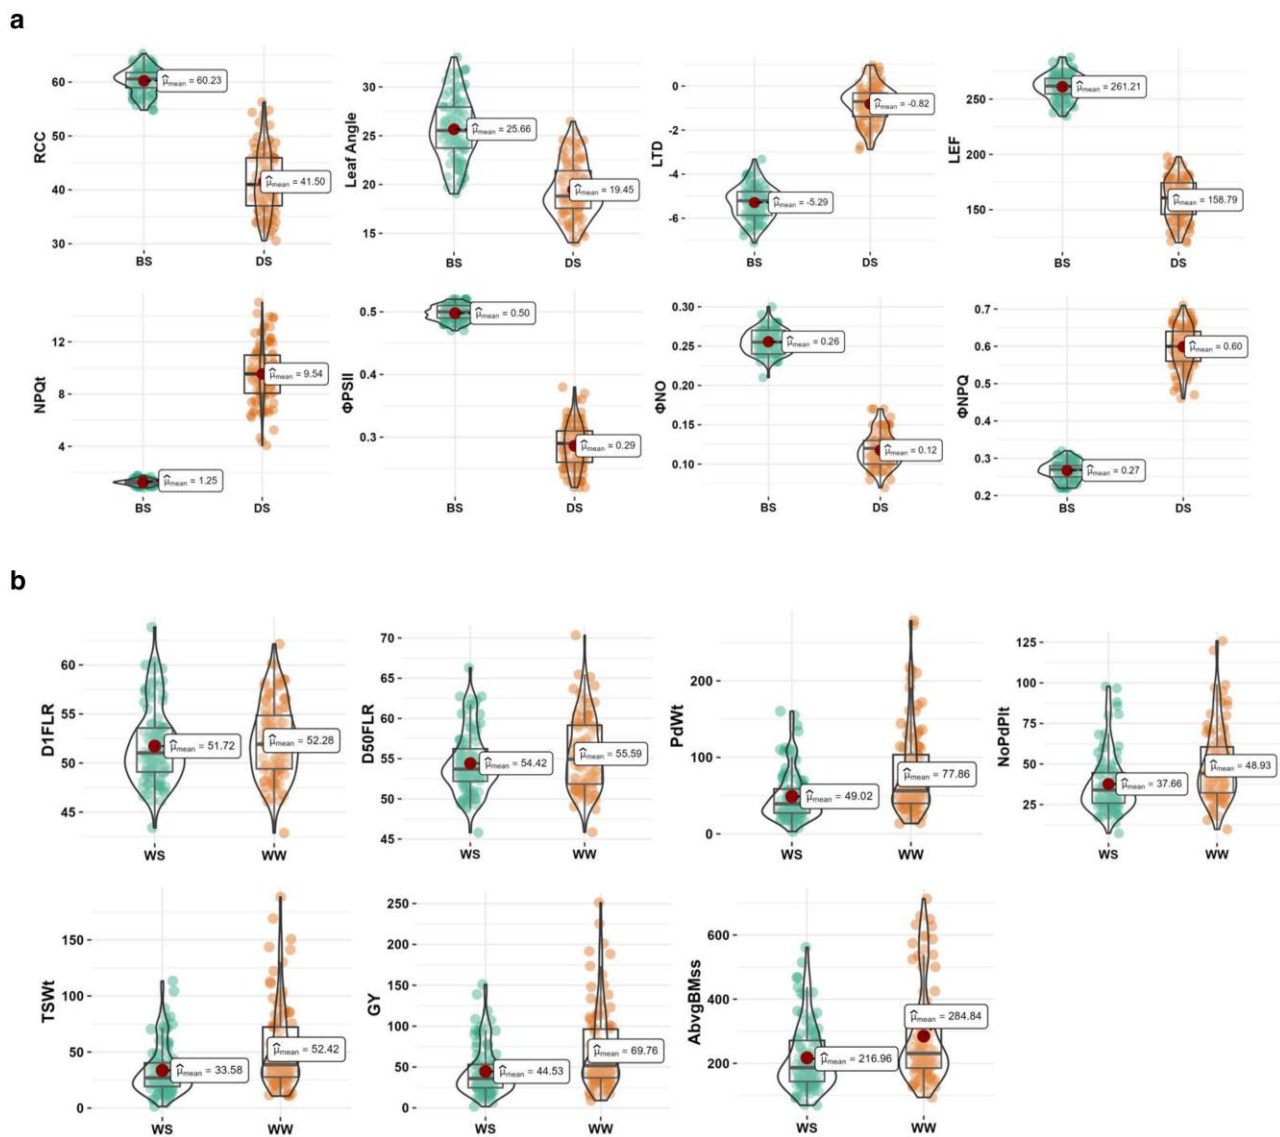 a
RCC
60
50
40
30
μ̂mean = 60.23
μ̂mean = 41.50
BS
DS
Leaf Angle
30
25
20
15
μ̂mean = 25.66
μ̂mean = 19.45
BS
DS
LTD
0
-2
-4
-6
μ̂mean = -0.82
μ̂mean = -5.29
BS
DS
LEF
250
200
150
μ̂mean = 261.21
μ̂mean = 158.79
BS
DS
NPQt
12
8
4
μ̂mean = 9.54
μ̂mean = 1.25
BS
DS
ΦPSII
0.5
0.4
0.3
μ̂mean = 0.50
μ̂mean = 0.29
BS
DS
ΦNO
0.30
0.25
0.20
0.15
0.10
μ̂mean = 0.26
μ̂mean = 0.12
BS
DS
ΦNPQ
0.7
0.6
0.5
0.4
0.3
0.2
μ̂mean = 0.60
μ̂mean = 0.27
BS
DS
b
D1FLR
60
55
50
45
μ̂mean = 51.72
μ̂mean = 52.28
WS
WW
D50FLR
70
65
60
55
50
45
μ̂mean = 54.42
μ̂mean = 55.59
WS
WW
PdWt
200
100
0
μ̂mean = 49.02
μ̂mean = 77.86
WS
WW
NoPdPlt
125
100
75
50
25
μ̂mean = 37.66
μ̂mean = 48.93
WS
WW
TSWt
150
100
50
0
μ̂mean = 33.58
μ̂mean = 52.42
WS
WW
GY
250
200
150
100
50
0
μ̂mean = 44.53
μ̂mean = 69.76
WS
WW
AbvgBMss
600
400
200
μ̂mean = 216.96
μ̂mean = 284.84
WS
WW